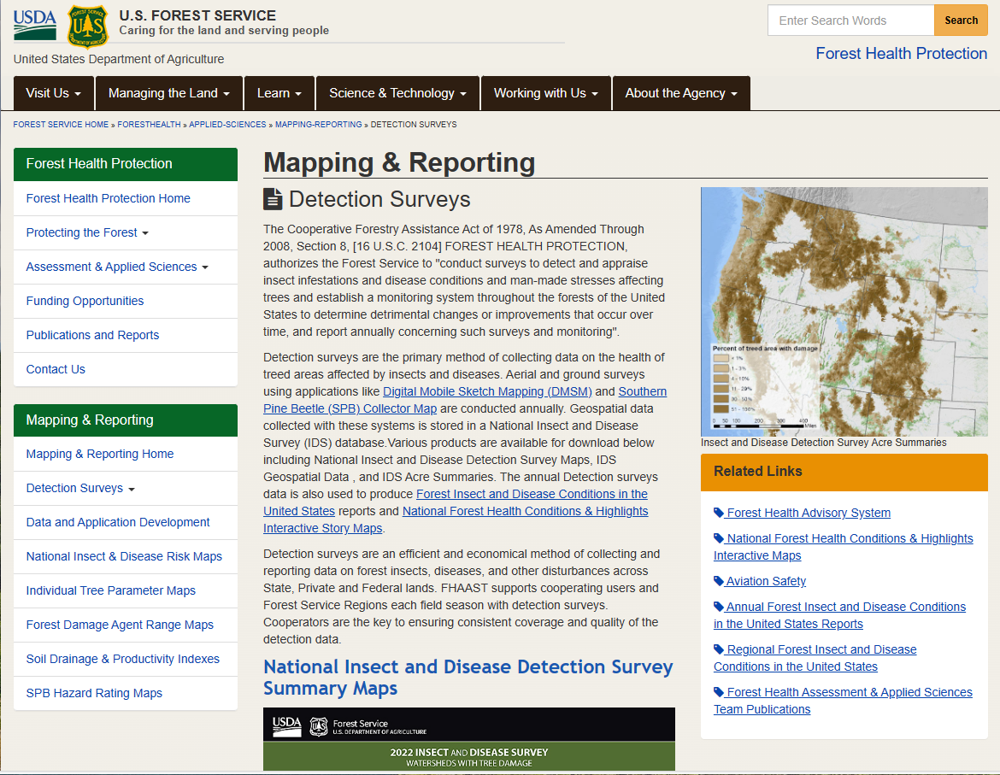 USDA
FOREST SERVICE
U S
DEPARTMENT OF AGRICULTURE
U.S. FOREST SERVICE
Caring for the land and serving people
United States Department of Agriculture
Enter Search Words
Search
Forest Health Protection
Visit Us
Managing the Land
Learn
Science & Technology
Working with Us
About the Agency
FOREST SERVICE HOME » FORESTHEALTH » APPLIED-SCIENCES » MAPPING-REPORTING » DETECTION SURVEYS
Forest Health Protection
Forest Health Protection Home
Protecting the Forest
Assessment & Applied Sciences
Funding Opportunities
Publications and Reports
Contact Us
Mapping & Reporting
Mapping & Reporting Home
Detection Surveys
Data and Application Development
National Insect & Disease Risk Maps
Individual Tree Parameter Maps
Forest Damage Agent Range Maps
Soil Drainage & Productivity Indexes
SPB Hazard Rating Maps
Mapping & Reporting
Detection Surveys
The Cooperative Forestry Assistance Act of 1978, As Amended Through
2008, Section 8, [16 U.S.C. 2104] FOREST HEALTH PROTECTION,
authorizes the Forest Service to "conduct surveys to detect and appraise
insect infestations and disease conditions and man-made stresses affecting
trees and establish a monitoring system throughout the forests of the United
States to determine detrimental changes or improvements that occur over
time, and report annually concerning such surveys and monitoring".
Detection surveys are the primary method of collecting data on the health of
treed areas affected by insects and diseases. Aerial and ground surveys
using applications like Digital Mobile Sketch Mapping (DMSM) and Southern
Pine Beetle (SPB) Collector Map are conducted annually. Geospatial data
collected with these systems is stored in a National Insect and Disease
Survey (IDS) database.Various products are available for download below
including National Insect and Disease Detection Survey Maps, IDS
Geospatial Data , and IDS Acre Summaries. The annual Detection surveys
data is also used to produce Forest Insect and Disease Conditions in the
United States reports and National Forest Health Conditions & Highlights
Interactive Story Maps.
Detection surveys are an efficient and economical method of collecting and
reporting data on forest insects, diseases, and other disturbances across
State, Private and Federal lands. FHAAST supports cooperating users and
Forest Service Regions each field season with detection surveys.
Cooperators are the key to ensuring consistent coverage and quality of the
detection data.
National Insect and Disease Detection Survey
Summary Maps
USDA
Forest Service
U.S. DEPARTMENT OF AGRICULTURE
2022 INSECT AND DISEASE SURVEY
WATERSHEDS WITH TREE DAMAGE
Percent of treed area with damage
< 1%
1 - 3%
4 - 10%
11 - 29%
30 - 50%
51 - 100%
0 50 100 200 300 400
Miles
Insect and Disease Detection Survey Acre Summaries
Related Links
Forest Health Advisory System
National Forest Health Conditions & Highlights
Interactive Maps
Aviation Safety
Annual Forest Insect and Disease Conditions
in the United States Reports
Regional Forest Insect and Disease
Conditions in the United States
Forest Health Assessment & Applied Sciences
Team Publications